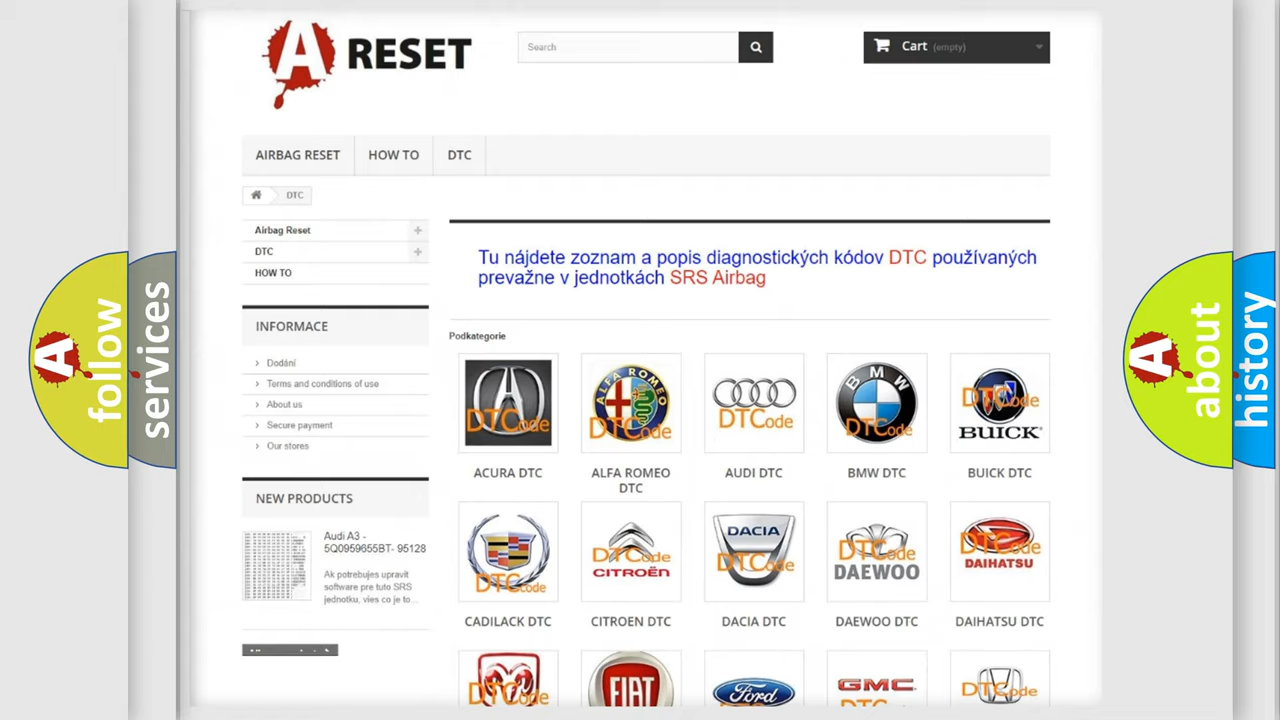 A RESET
Search
Cart (empty)
AIRBAG RESET
HOW TO
DTC
DTC
Airbag Reset
DTC
HOW TO
Tu nájdete zoznam a popis diagnostických kódov DTC používaných
prevažne v jednotkách SRS Airbag
INFORMACE
Dodání
Terms and conditions of use
About us
Secure payment
Our stores
NEW PRODUCTS
Audi A3 -
5Q0959655BT- 95128
Ak potrebujes upravit
software pre tuto SRS
jednotku, vies co je to...
Podkategorie
DTCode
ALFA ROMEO
DTCode
DTCode
BMW
DTCode
DTCode
BUICK
ACURA DTC
ALFA ROMEO
DTC
AUDI DTC
BMW DTC
BUICK DTC
DTCode
DTCode
CITROËN
DACIA
DTCode
DTCode
DAEWOO
DTCode
DAIHATSU
CADILACK DTC
CITROEN DTC
DACIA DTC
DAEWOO DTC
DAIHATSU DTC
DTCode
FIAT
Ford
GMC
DTCode
A follow
services
A about
history